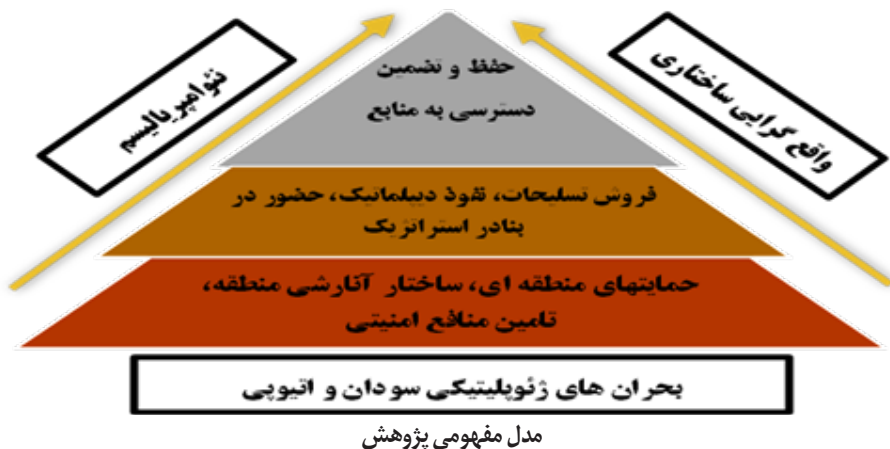 نئوامپریالیسم
واقع گرایی ساختاری
حفظ و تضمین
دسترسی به منابع
فروش تسلیحات، نفوذ دیپلماتیک، حضور در
بنادر استراتژیک
حمایتهای منطقه ای، ساختار آنارشی منطقه،
تامین منافع امنیتی
بحران های ژئوپلیتیکی سودان و اتیوپی
مدل مفهومی پژوهش